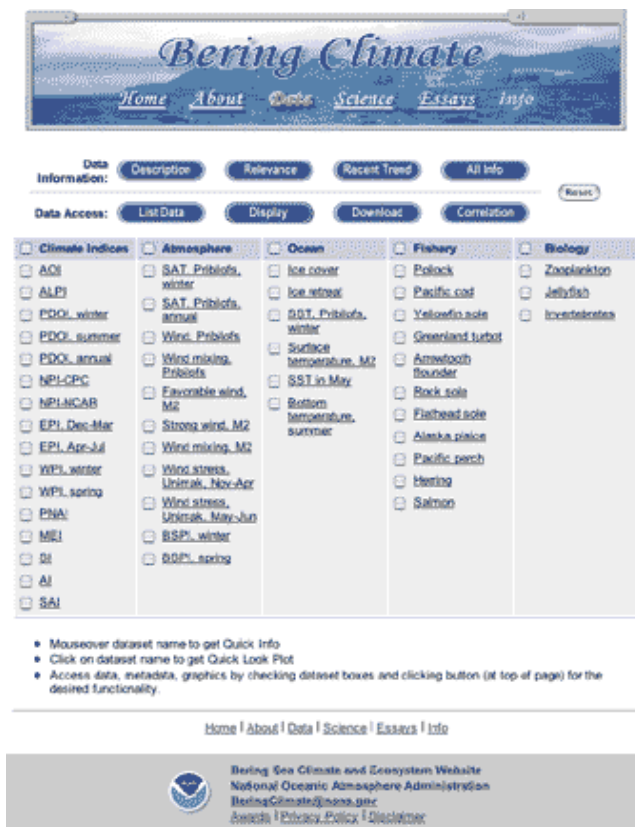 Bering Climate
Home About Data Science Essays Info
Data Information: Description Relevance Recent Trend All Info
Reset
Data Access: List Data Display Download Correlation
Climate Indices
AOI
ALPI
PDOI, winter
PDOI, summer
PDOI, annual
NPI-CPC
NPI-NCAR
EPI, Dec-Mar
EPI, Apr-Jul
WPI, winter
WPI, spring
PNAI
MEI
SI
AI
SAI
Atmosphere
SAT, Pribilofs,
winter
SAT, Pribilofs,
annual
Wind, Pribilofs
Wind mixing,
Pribilofs
Favorable wind,
M2
Strong wind, M2
Wind mixing, M2
Wind stress,
Unimak, Nov-Apr
Wind stress,
Unimak, May-Jun
BSPI, winter
BSPI, spring
Ocean
Ice cover
Ice retreat
SST, Pribilofs,
winter
Surface
temperature, M2
SST in May
Bottom
temperature,
summer
Fishery
Pollock
Pacific cod
Yellowfin sole
Greenland turbot
Arrowtooth
flounder
Rock sole
Flathead sole
Alaska plaice
Pacific perch
Herring
Salmon
Biology
Zooplankton
Jellyfish
Invertebrates
• Mouseover dataset name to get Quick Info
• Click on dataset name to get Quick Look Plot
• Access data, metadata, graphics by checking dataset boxes and clicking button (at top of page) for the
desired functionality.
Home | About | Data | Science | Essays | Info
Bering Sea Climate and Ecosystem Website
National Oceanic Atmosphere Administration
BeringClimate@noaa.gov
Awards | Privacy Policy | Disclaimer